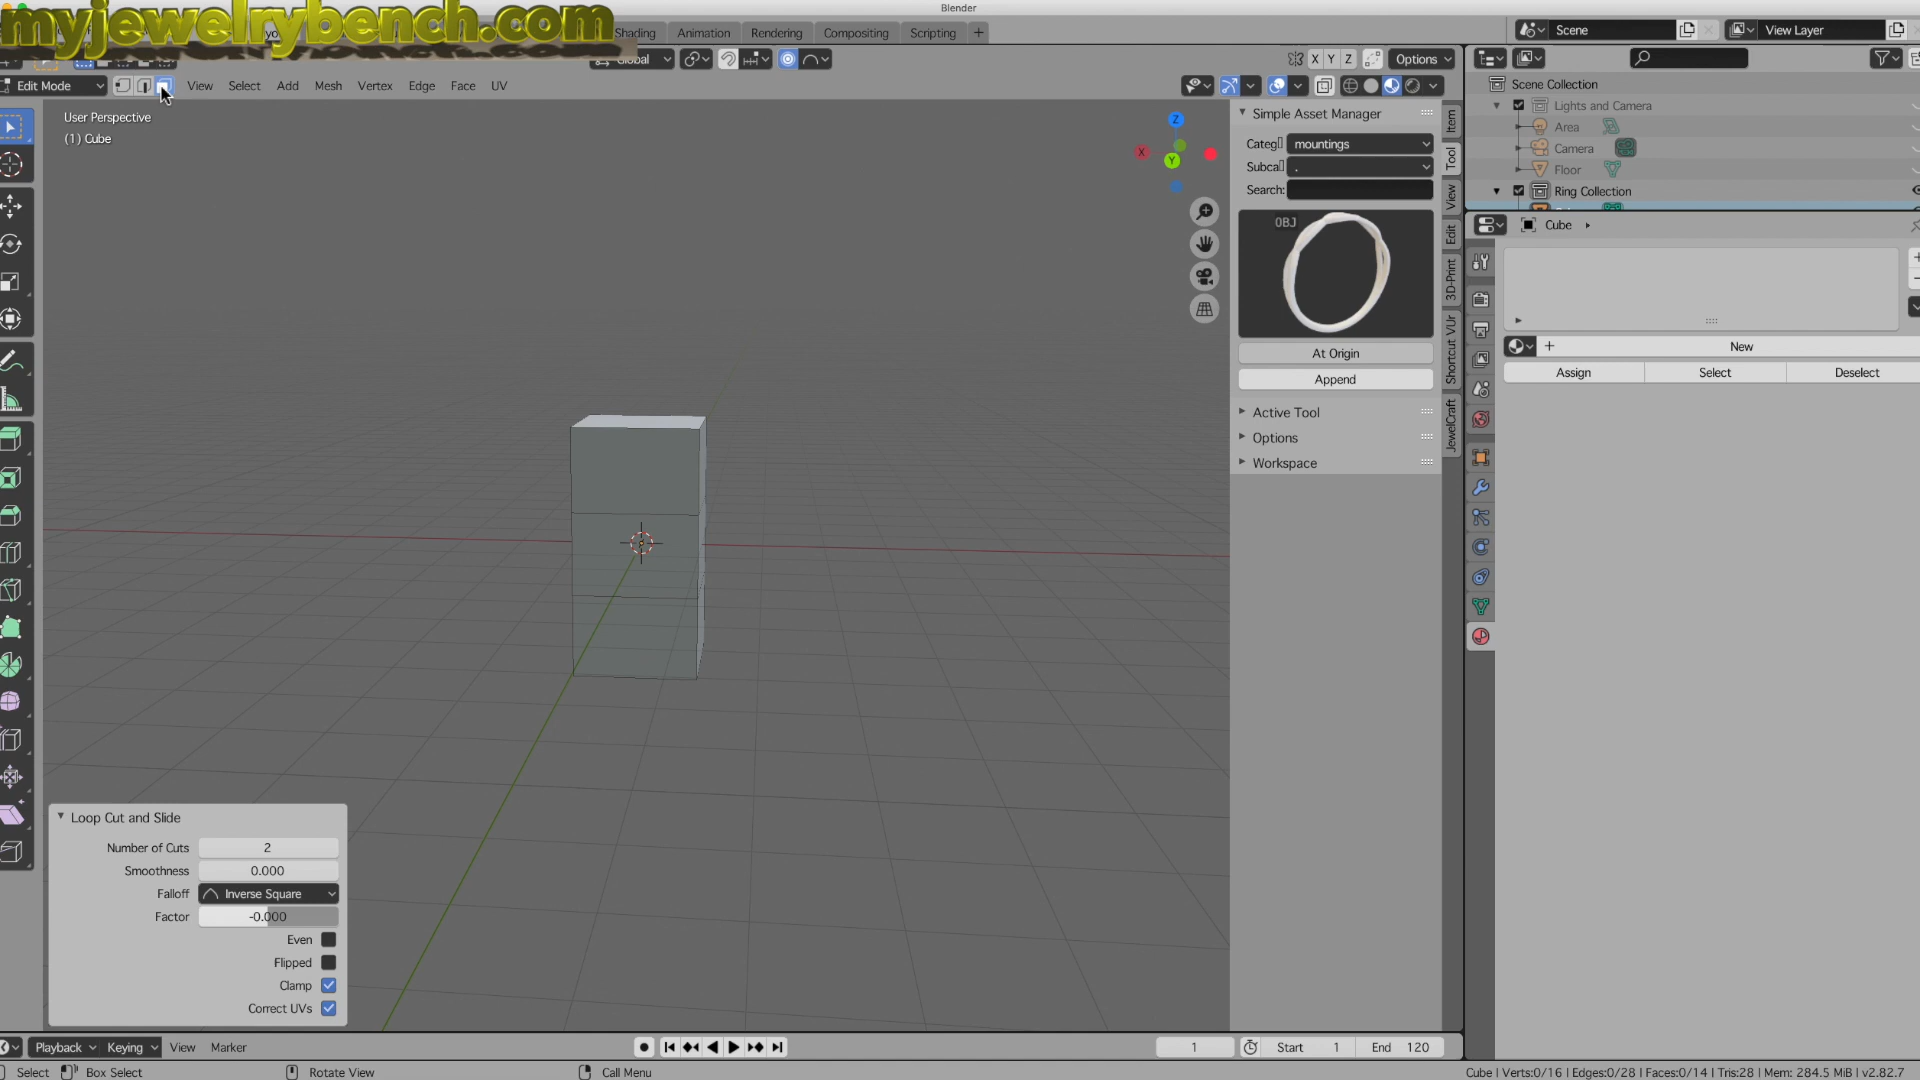 Blender
myjewelrybench.com
Shading
Animation
Rendering
Compositing
Scripting
+
Scene
View Layer
Global
X Y Z
Options
Edit Mode
View
Select
Add
Mesh
Vertex
Edge
Face
UV
User Perspective
(1) Cube
Z
X
Y
Simple Asset Manager
Categ
mountings
Subca
.
Search:
OBJ
At Origin
Append
Active Tool
Options
Workspace
Item
Tool
View
Edit
3D-Print
Shortcut VUr
JewelCraft
Scene Collection
Lights and Camera
Area
Camera
Floor
Ring Collection
Cube
New
Assign
Select
Deselect
Loop Cut and Slide
Number of Cuts 2
Smoothness 0.000
Falloff Inverse Square
Factor -0.000
Even
Flipped
Clamp
Correct UVs
Playback
Keying
View
Marker
1
Start 1
End 120
Select
Box Select
Rotate View
Call Menu
Cube | Verts:0/16 | Edges:0/28 | Faces:0/14 | Tris:28 | Mem: 284.5 MiB | v2.82.7